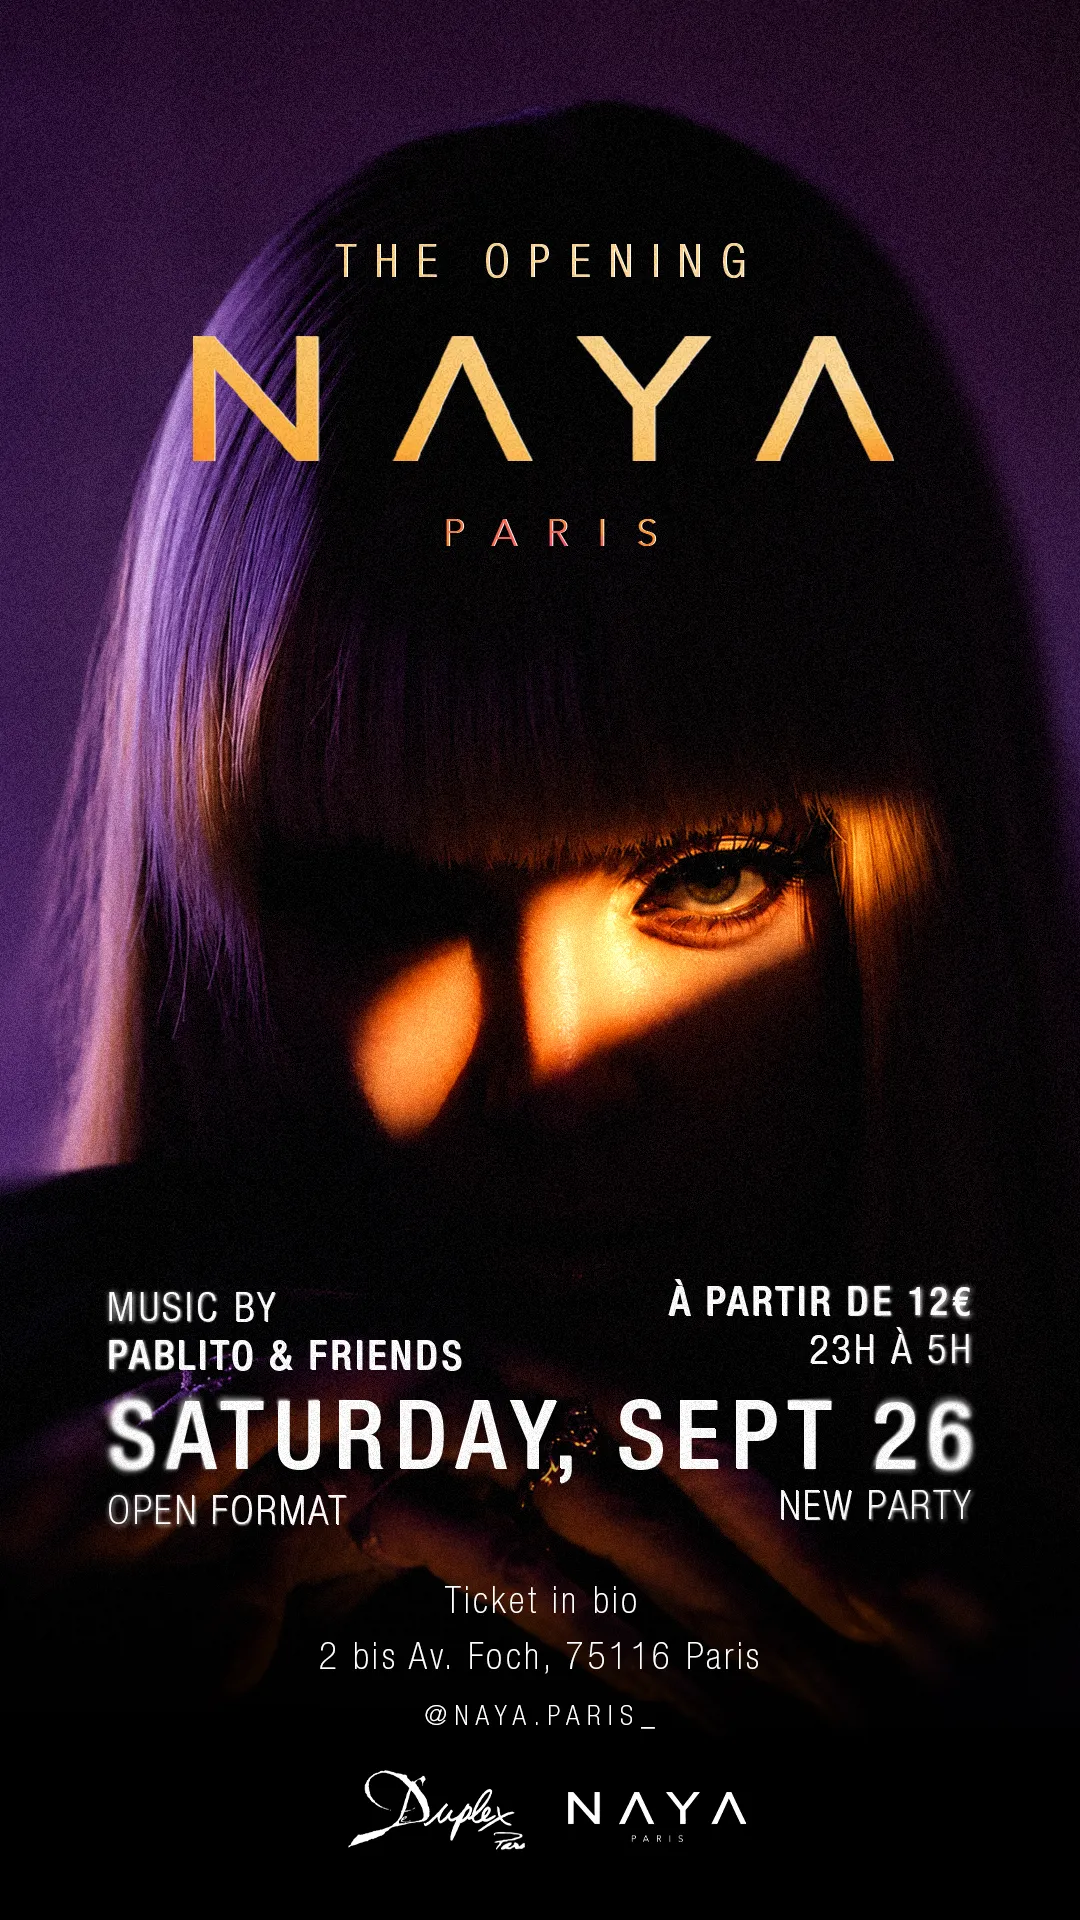 THE OPENING
NAYA
PARIS
MUSIC BY
PABLITO & FRIENDS
À PARTIR DE 12€
23H À 5H
SATURDAY, SEPT 26
OPEN FORMAT
NEW PARTY
Ticket in bio
2 bis Av. Foch, 75116 Paris
@NAYA.PARIS_
Duplex
Paris
NAYA
PARIS